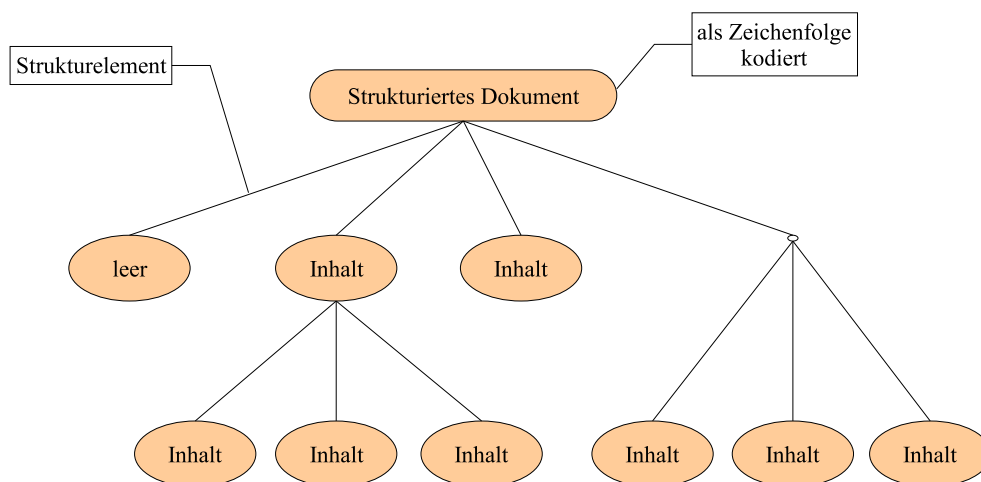 als Zeichenfolge
kodiert
Strukturelement
Strukturiertes Dokument
leer
Inhalt
Inhalt
Inhalt
Inhalt
Inhalt
Inhalt
Inhalt
Inhalt